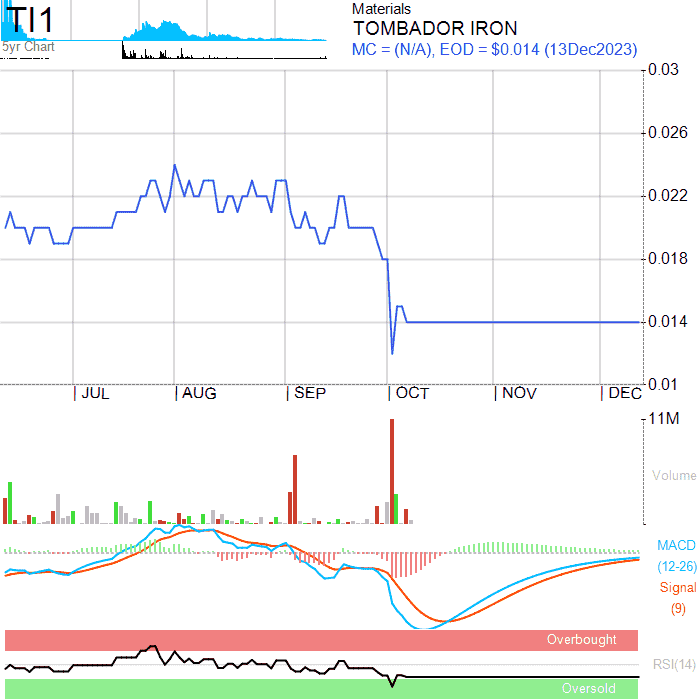 TI1
5yr Chart
Materials
TOMBADOR IRON
MC = (N/A), EOD = $0.014 (13Dec2023)
0.03
0.026
0.022
0.018
0.014
0.01
JUL AUG SEP OCT NOV DEC
11M
Volume
MACD
(12-26)
Signal
(9)
Overbought
RSI(14)
Oversold